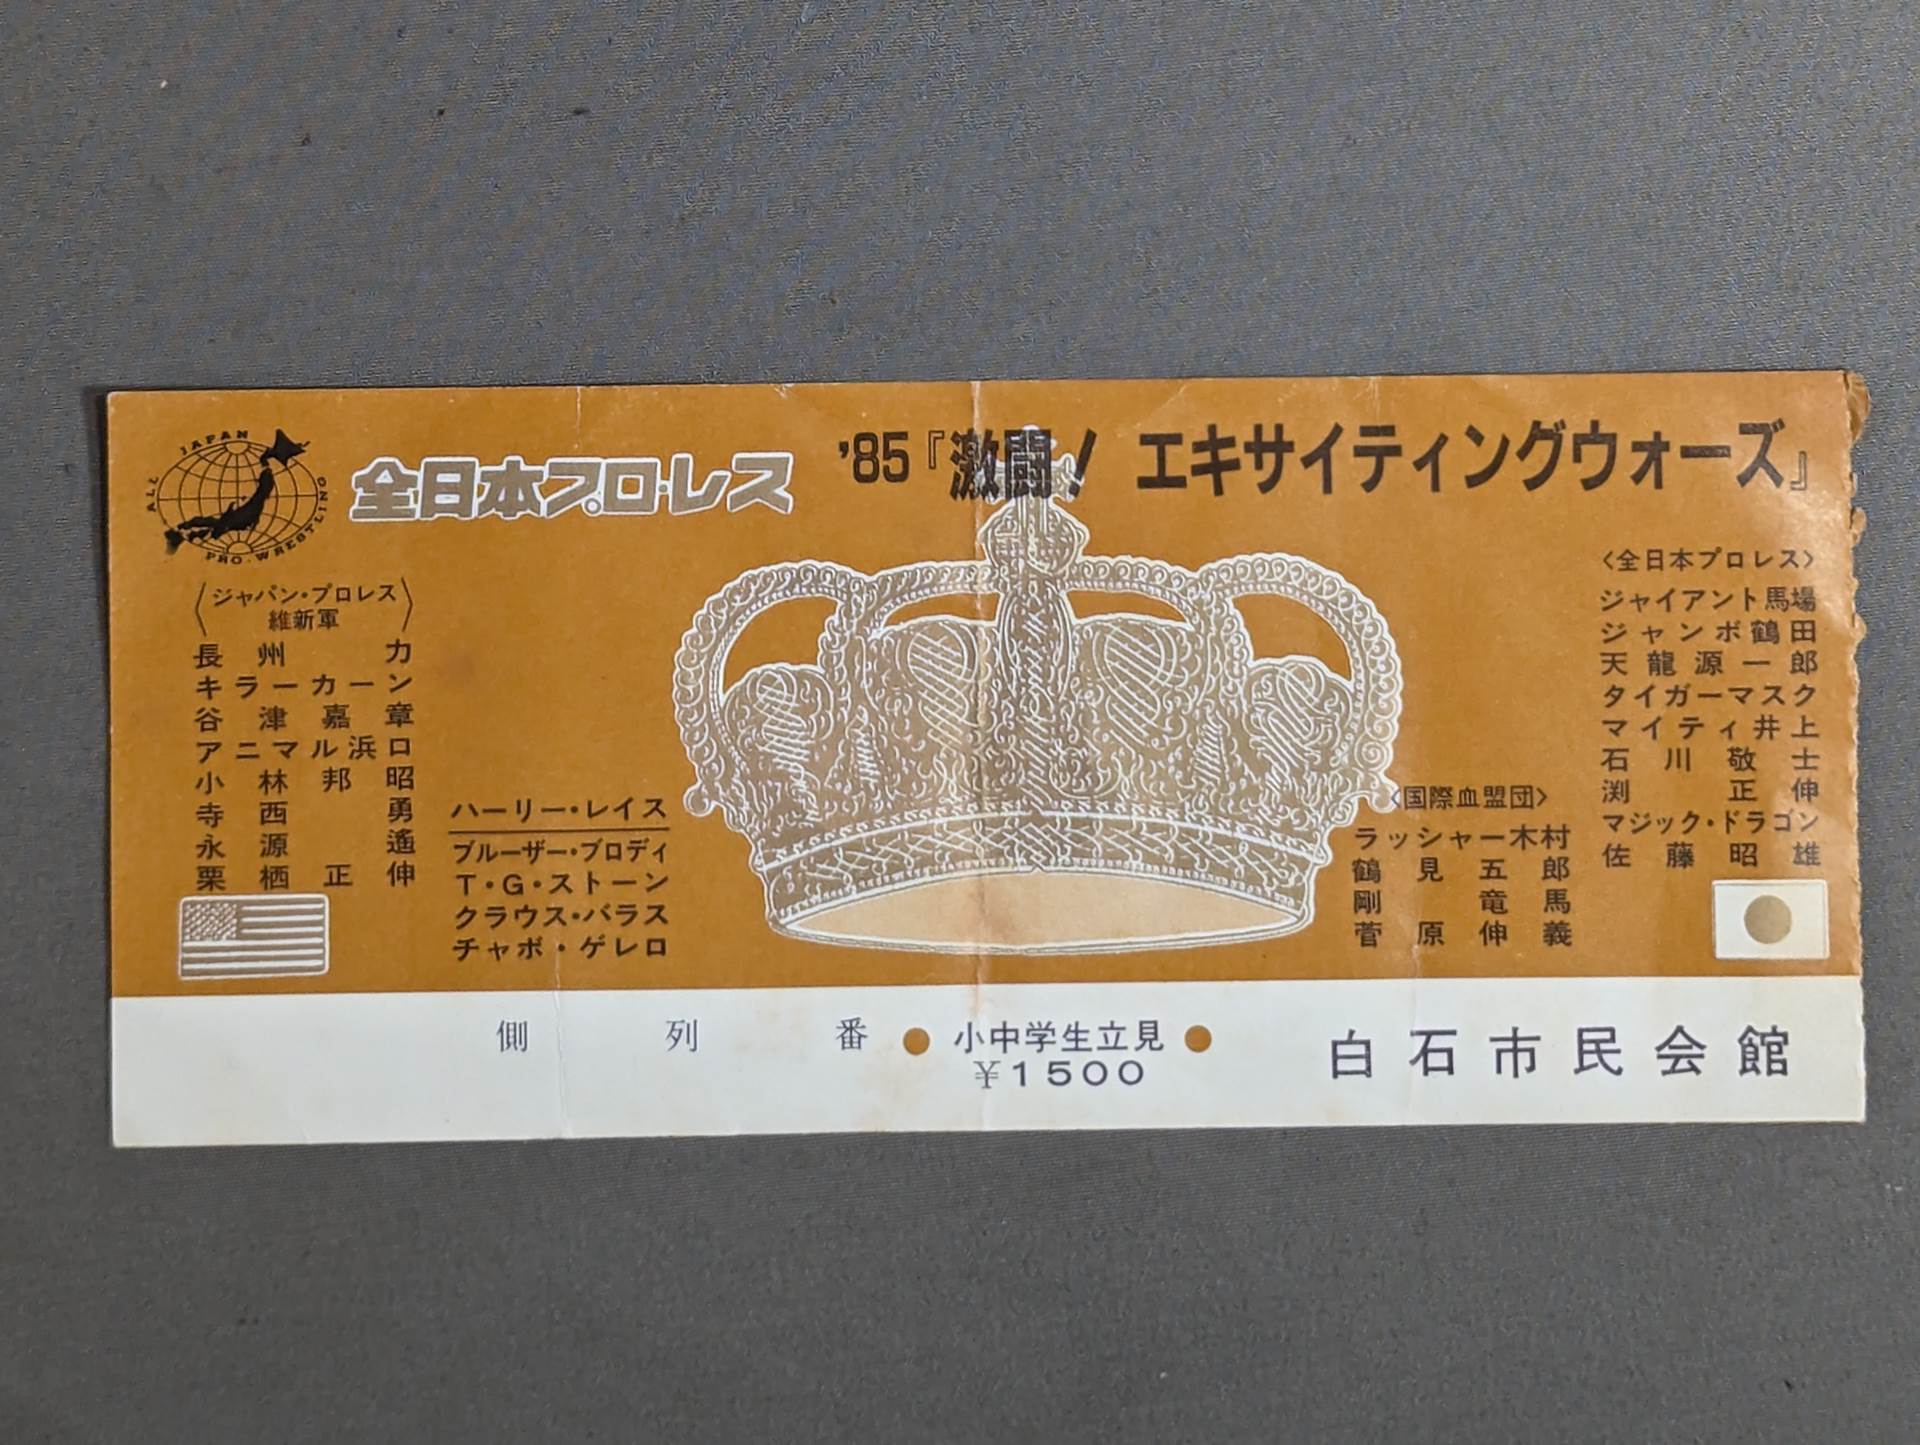 ALL JAPAN PRO-WRESTLING
全日本プロ・レス
'85『激闘! エキサイティングウォーズ』
〈ジャパン・プロレス維新軍〉
長州力
キラーカーン
谷津嘉章
アニマル浜口
小林邦昭
寺西勇
永源遙
栗栖正伸
ハーリー・レイス
ブルーザー・ブロディ
T・G・ストーン
クラウス・バラス
チャボ・ゲレロ
〈国際血盟団〉
ラッシャー木村
鶴見五郎
剛竜馬
菅原伸義
〈全日本プロレス〉
ジャイアント馬場
ジャンボ鶴田
天龍源一郎
タイガーマスク
マイティ井上
石川敬士
渕正伸
マジック・ドラゴン
佐藤昭雄
側 列 番
●小中学生立見●
¥1500
白石市民会館